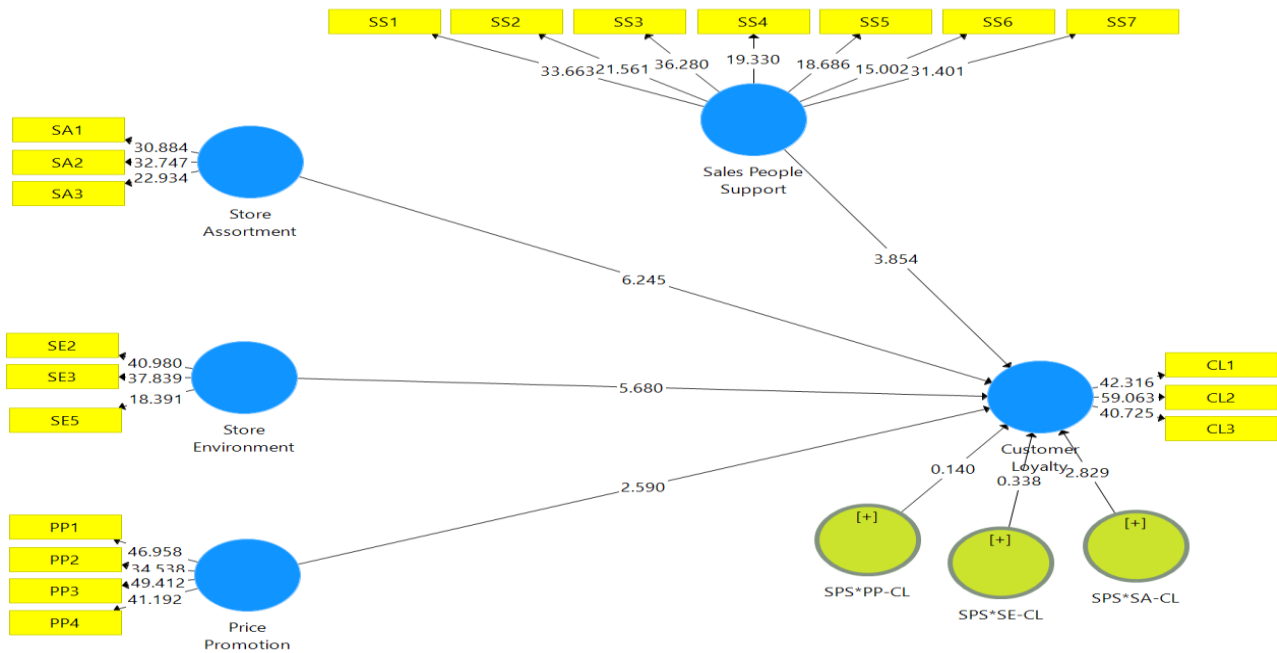 SS1 SS2 SS3 SS4 SS5 SS6 SS7
33.663 21.561 36.280 19.330 18.686 15.002 31.401
Sales People
Support
SA1
SA2
SA3
30.884
32.747
22.934
Store
Assortment
3.854
6.245
SE2
SE3
SE5
40.980
37.839
18.391
Store
Environment
5.680
CL1
CL2
CL3
42.316
59.063
40.725
Customer
Loyalty
2.590
0.140
0.338
2.829
PP1
PP2
PP3
PP4
46.958
34.538
49.412
41.192
Price
Promotion
[+]
SPS*PP-CL
[+]
SPS*SE-CL
[+]
SPS*SA-CL